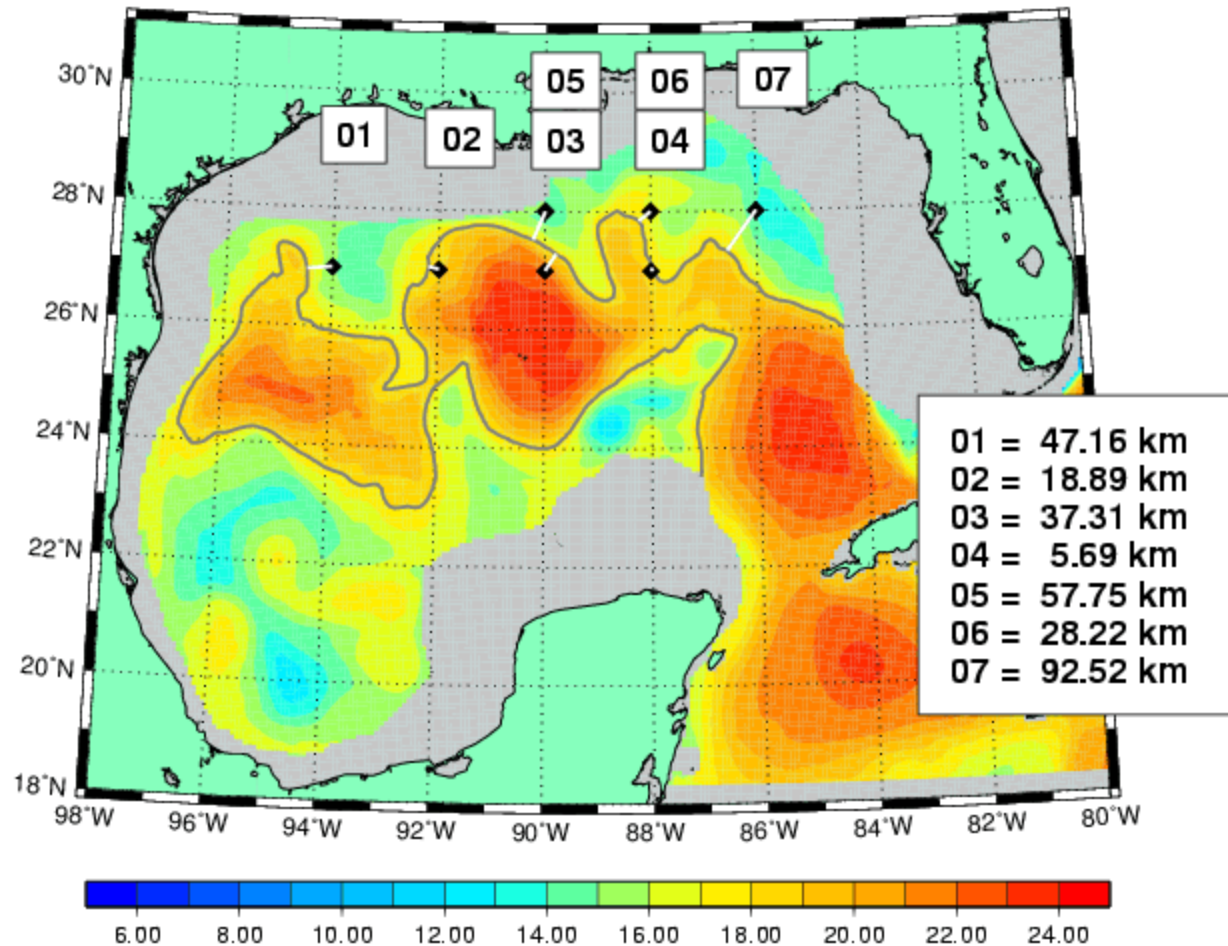 30°N
05
06
07
01
02
03
04
28°N
26°N
24°N
22°N
20°N
18°N
01 = 47.16 km
02 = 18.89 km
03 = 37.31 km
04 = 5.69 km
05 = 57.75 km
06 = 28.22 km
07 = 92.52 km
98°W 96°W 94°W 92°W 90°W 88°W 86°W 84°W 82°W 80°W
6.00 8.00 10.00 12.00 14.00 16.00 18.00 20.00 22.00 24.00